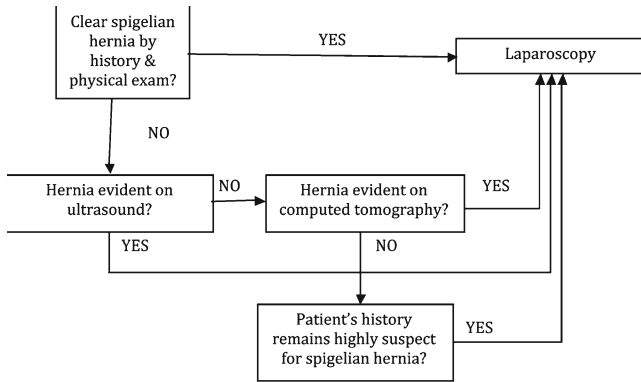 Clear spigelian
hernia by
history &
physical exam?
YES
Laparoscopy
NO
Hernia evident on
ultrasound?
NO
Hernia evident on
computed tomography?
YES
YES
NO
Patient's history
remains highly suspect
for spigelian hernia?
YES